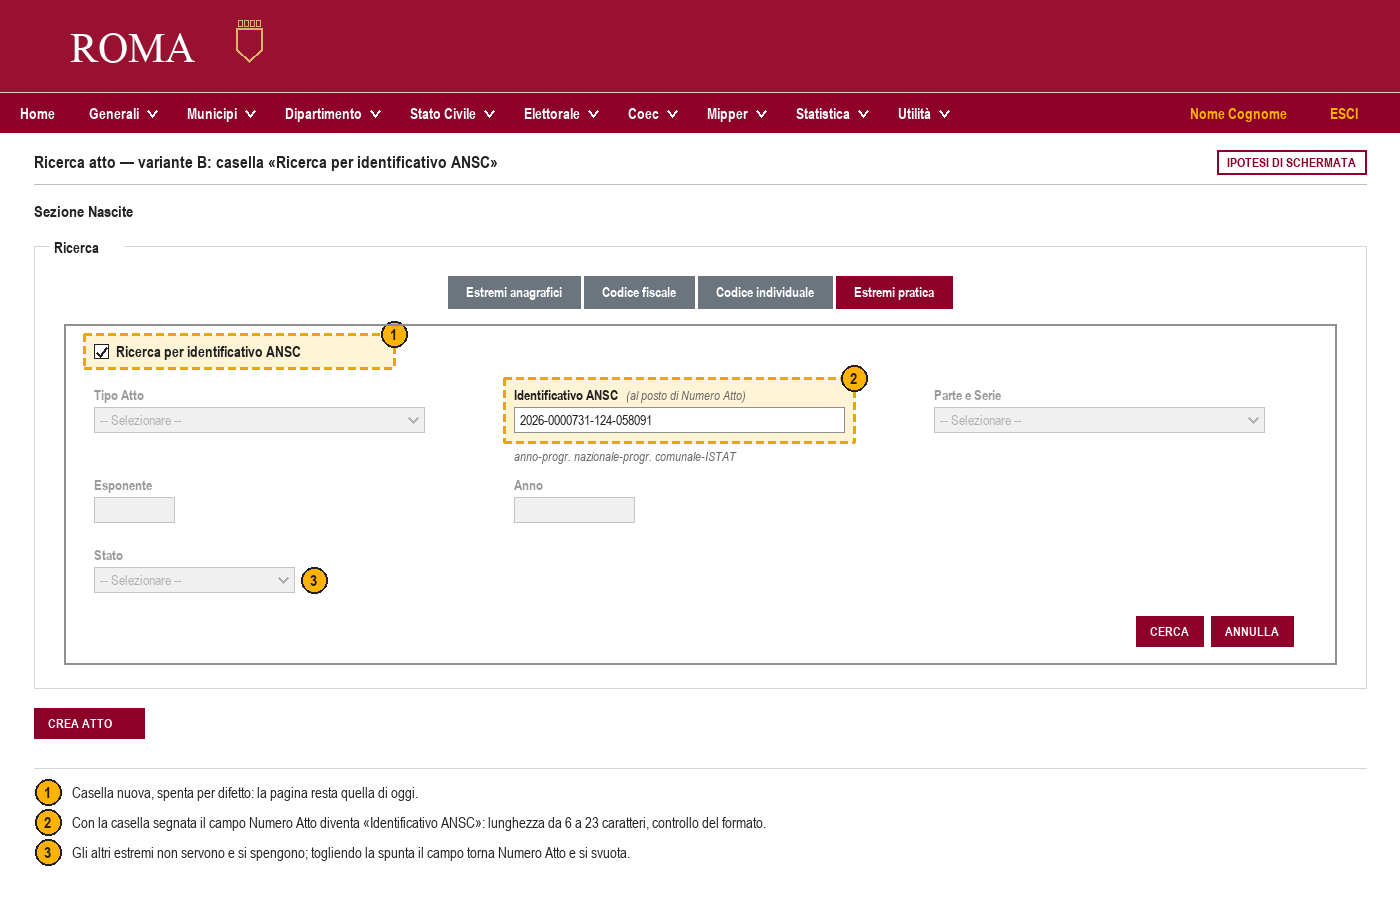 ROMA
Home Generali Municipi Dipartimento Stato Civile Elettorale Coec Mipper Statistica Utilità Nome Cognome ESCI
Ricerca atto — variante B: casella «Ricerca per identificativo ANSC»
IPOTESI DI SCHERMATA
Sezione Nascite
Ricerca
Estremi anagrafici Codice fiscale Codice individuale Estremi pratica
1
Ricerca per identificativo ANSC
2
Tipo Atto
Identificativo ANSC (al posto di Numero Atto)
Parte e Serie
-- Selezionare --
2026-0000731-124-058091
-- Selezionare --
anno-progr. nazionale-progr. comunale-ISTAT
Esponente
Anno
Stato
-- Selezionare --
3
CERCA ANNULLA
CREA ATTO
1 Casella nuova, spenta per difetto: la pagina resta quella di oggi.
2 Con la casella segnata il campo Numero Atto diventa «Identificativo ANSC»: lunghezza da 6 a 23 caratteri, controllo del formato.
3 Gli altri estremi non servono e si spengono; togliendo la spunta il campo torna Numero Atto e si svuota.